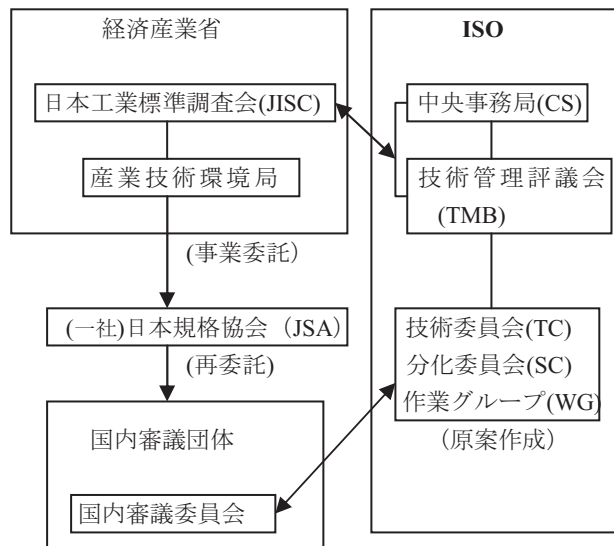 経済産業省
日本工業標準調査会(JISC)
産業技術環境局
(事業委託）
(一社)日本規格協会（JSA）
(再委託)
国内審議団体
国内審議委員会
ISO
中央事務局(CS)
技術管理評議会
(TMB)
技術委員会(TC)
分化委員会(SC)
作業グループ(WG)
（原案作成）